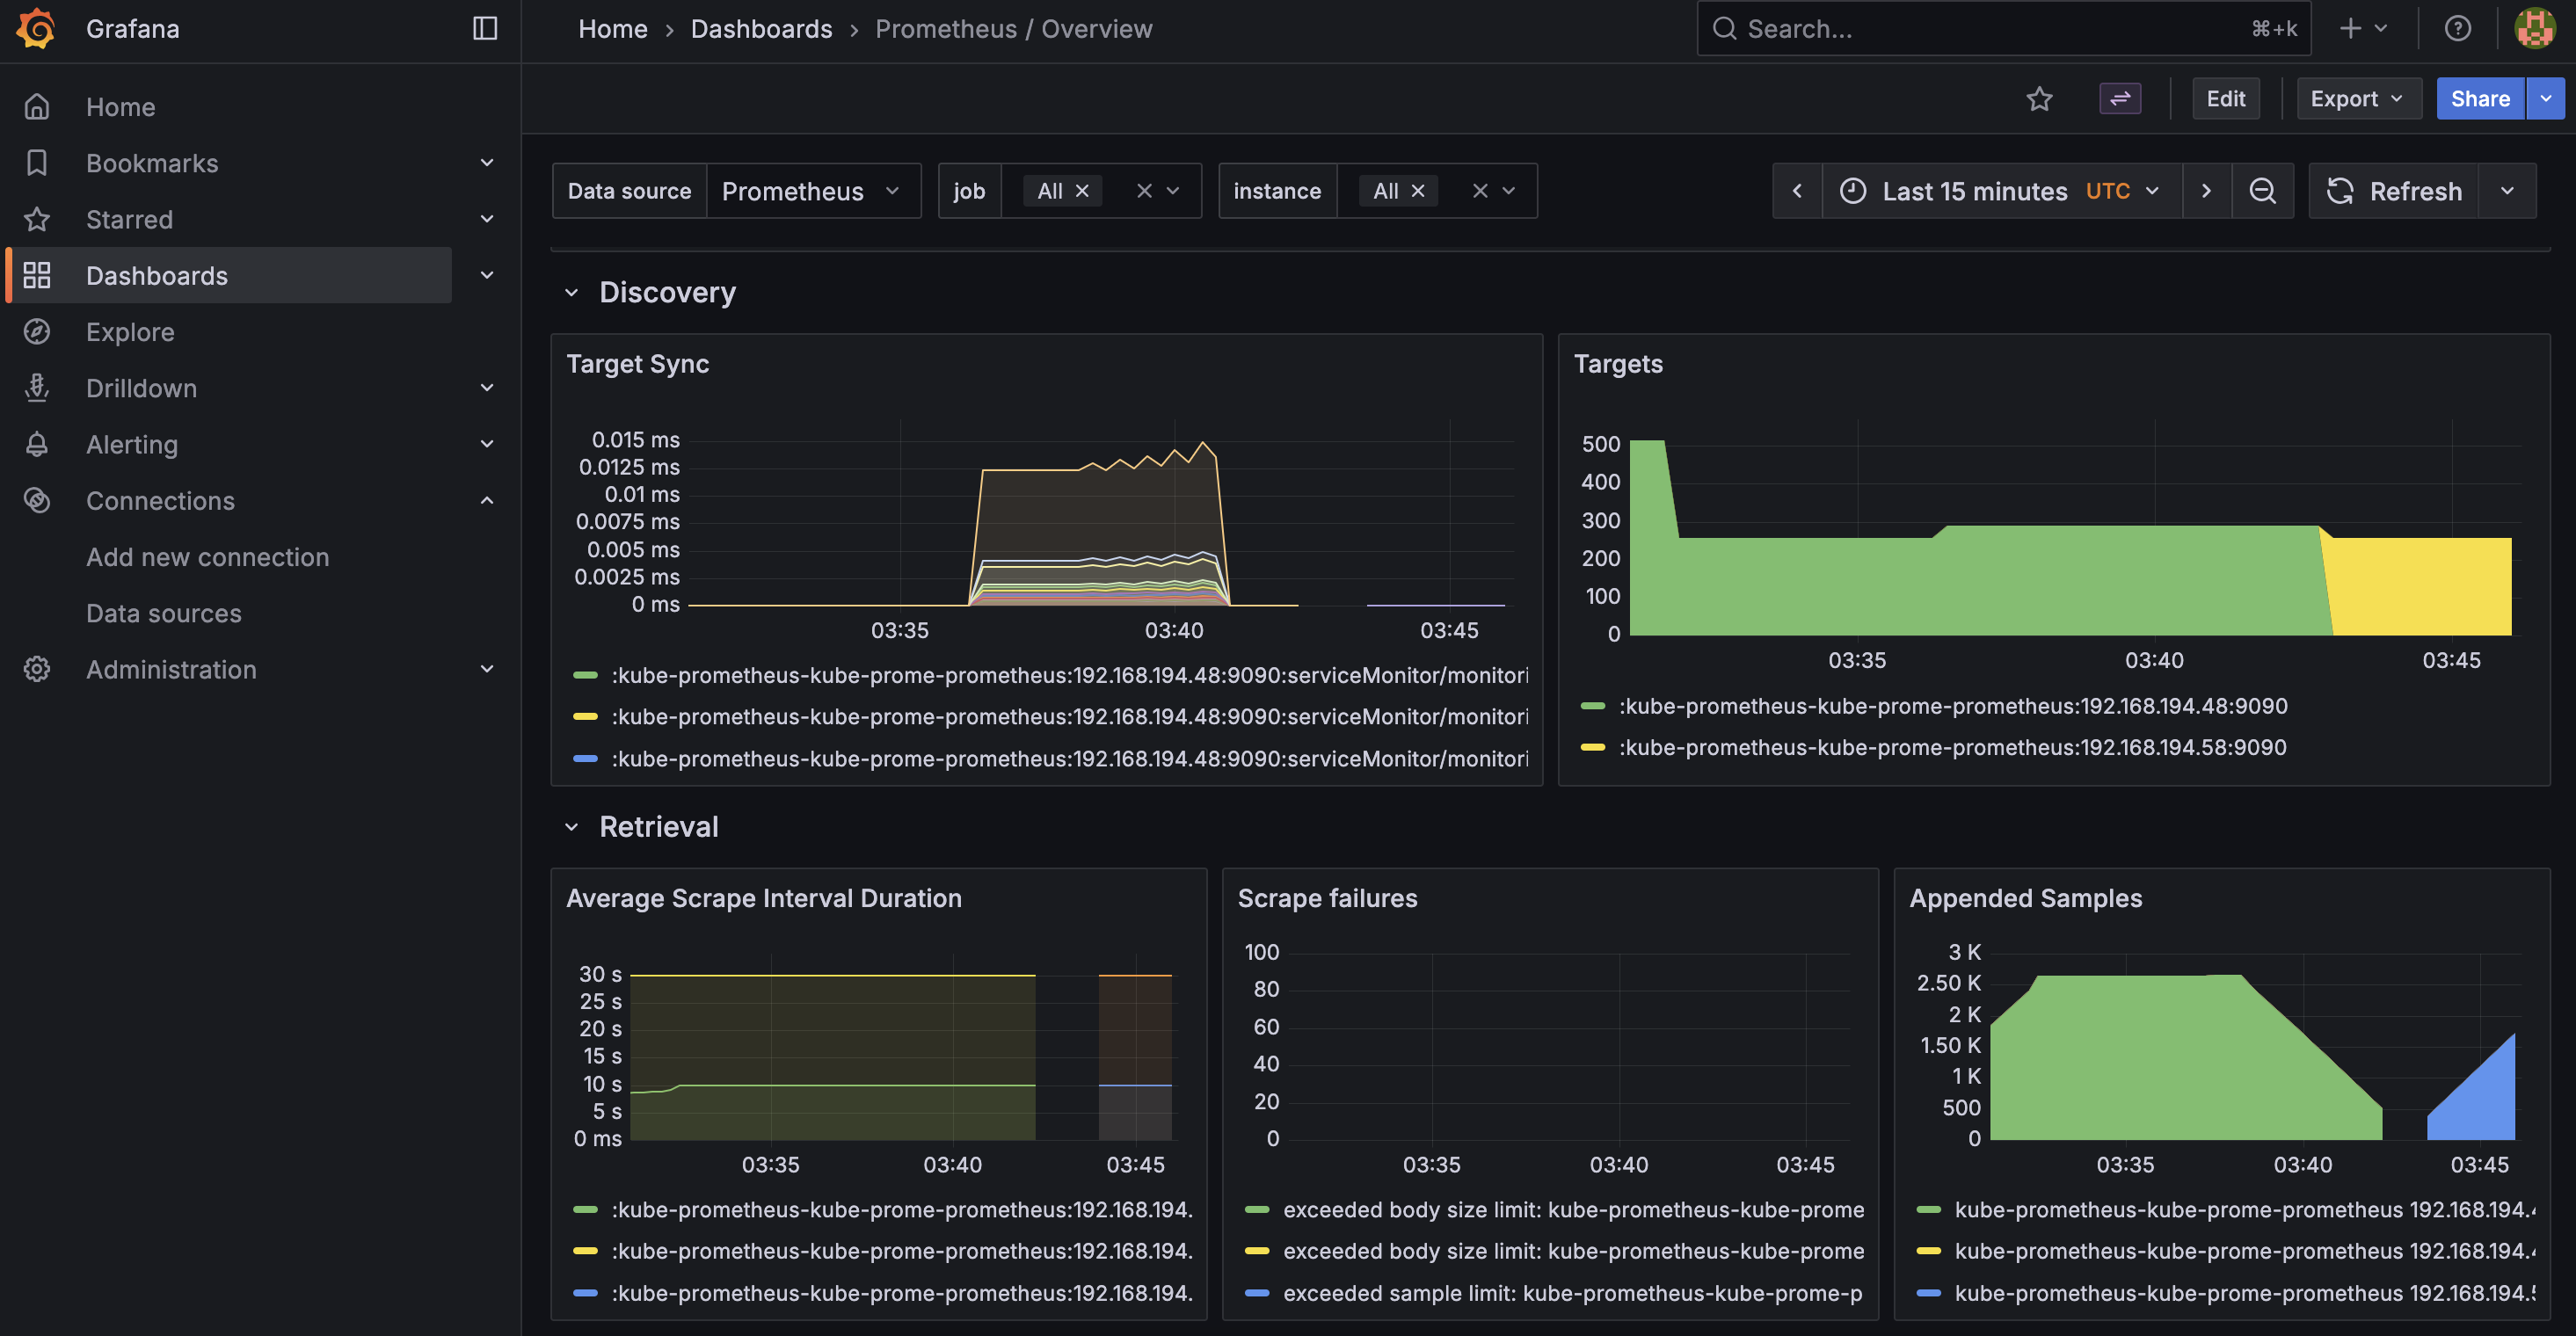 Grafana
Home
Dashboards
Prometheus / Overview
Search...
⌘+k
Home
Bookmarks
Starred
Dashboards
Explore
Drilldown
Alerting
Connections
Add new connection
Data sources
Administration
Edit
Export
Share
Data source
Prometheus
job
All
instance
All
Last 15 minutes UTC
Refresh
Discovery
Target Sync
0.015 ms
0.0125 ms
0.01 ms
0.0075 ms
0.005 ms
0.0025 ms
0 ms
03:35
03:40
03:45
:kube-prometheus-kube-prome-prometheus:192.168.194.48:9090:serviceMonitor/monitori
:kube-prometheus-kube-prome-prometheus:192.168.194.48:9090:serviceMonitor/monitori
:kube-prometheus-kube-prome-prometheus:192.168.194.48:9090:serviceMonitor/monitori
Targets
500
400
300
200
100
0
03:35
03:40
03:45
:kube-prometheus-kube-prome-prometheus:192.168.194.48:9090
:kube-prometheus-kube-prome-prometheus:192.168.194.58:9090
Retrieval
Average Scrape Interval Duration
30 s
25 s
20 s
15 s
10 s
5 s
0 ms
03:35
03:40
03:45
:kube-prometheus-kube-prome-prometheus:192.168.194.
:kube-prometheus-kube-prome-prometheus:192.168.194.
:kube-prometheus-kube-prome-prometheus:192.168.194.
Scrape failures
100
80
60
40
20
0
03:35
03:40
03:45
exceeded body size limit: kube-prometheus-kube-prome
exceeded body size limit: kube-prometheus-kube-prome
exceeded sample limit: kube-prometheus-kube-prome-p
Appended Samples
3 K
2.50 K
2 K
1.50 K
1 K
500
0
03:35
03:40
03:45
kube-prometheus-kube-prome-prometheus 192.168.194.4
kube-prometheus-kube-prome-prometheus 192.168.194.4
kube-prometheus-kube-prome-prometheus 192.168.194.5